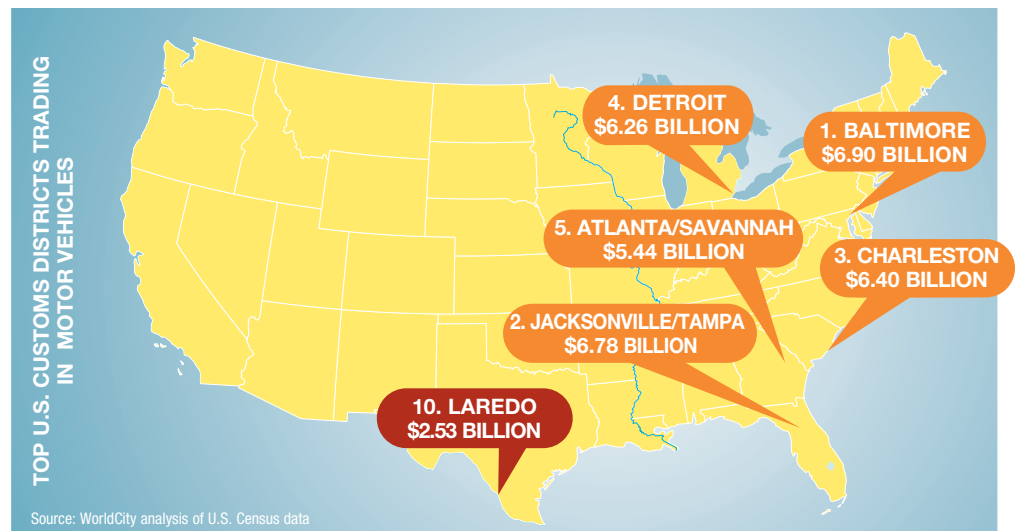 TOP U.S. CUSTOMS DISTRICTS TRADING
IN MOTOR VEHICLES
4. DETROIT
$6.26 BILLION
1. BALTIMORE
$6.90 BILLION
5. ATLANTA/SAVANNAH
$5.44 BILLION
3. CHARLESTON
$6.40 BILLION
2. JACKSONVILLE/TAMPA
$6.78 BILLION
10. LAREDO
$2.53 BILLION
Source: WorldCity analysis of U.S. Census data